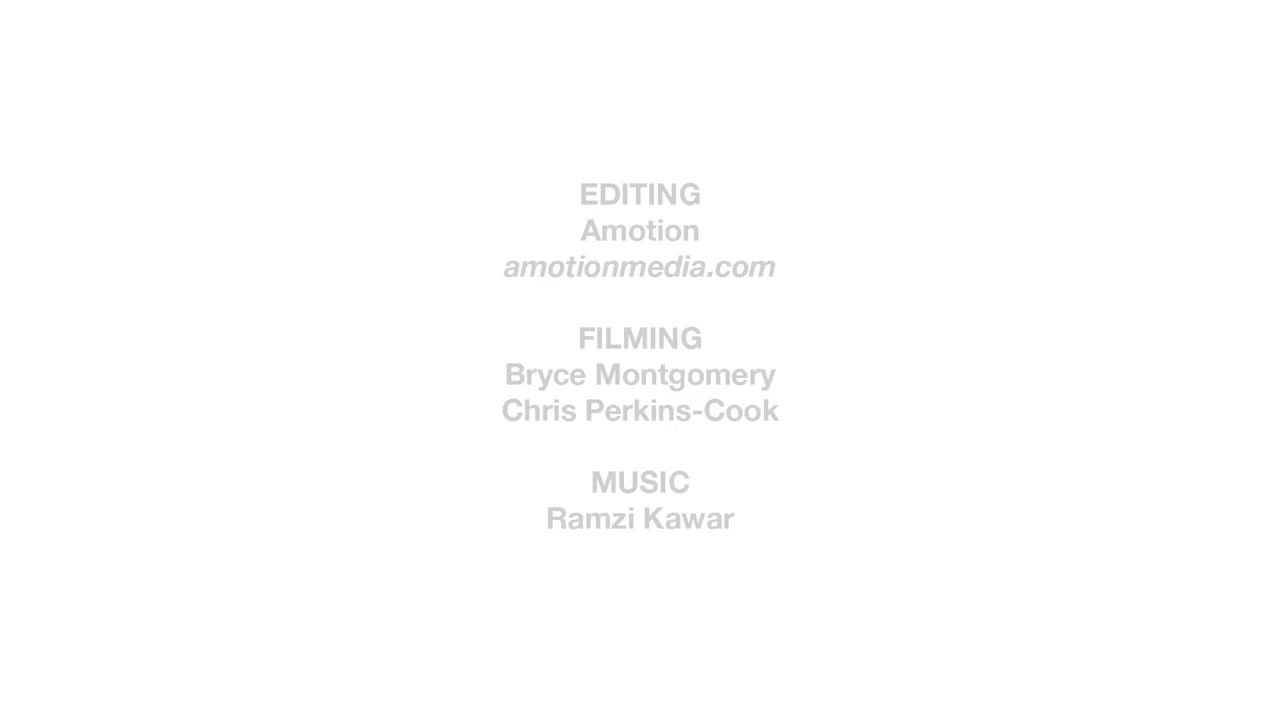 EDITING
Amotion
amotionmedia.com
FILMING
Bryce Montgomery
Chris Perkins-Cook
MUSIC
Ramzi Kawar